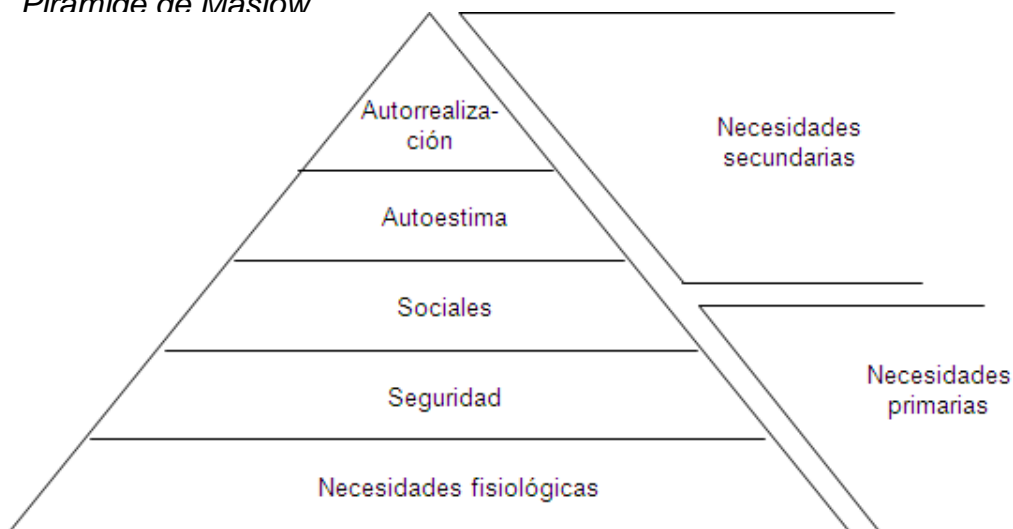 Pirámide de Maslow
Autorrealiza-
ción
Necesidades
secundarias
Autoestima
Sociales
Seguridad
Necesidades
primarias
Necesidades fisiológicas